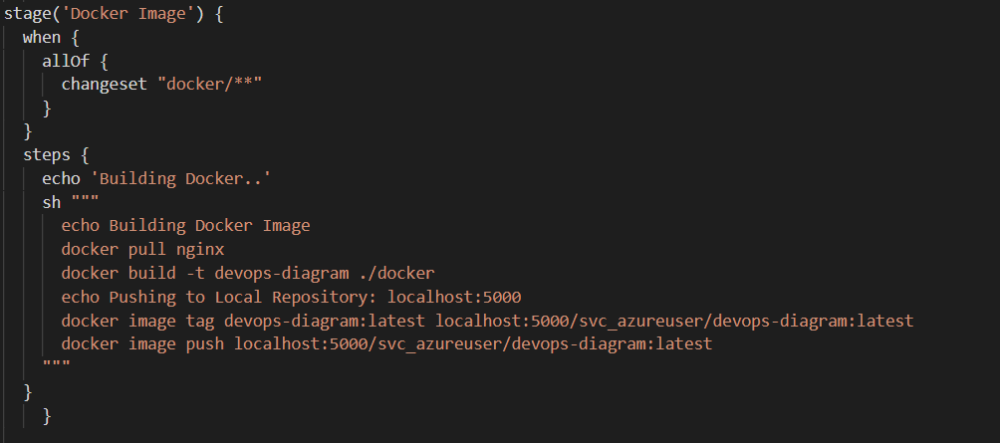 stage('Docker Image') {
  when {
    allOf {
      changeset "docker/**"
    }
  }
  steps {
    echo 'Building Docker..'
    sh """
      echo Building Docker Image
      docker pull nginx
      docker build -t devops-diagram ./docker
      echo Pushing to Local Repository: localhost:5000
      docker image tag devops-diagram:latest localhost:5000/svc_azureuser/devops-diagram:latest
      docker image push localhost:5000/svc_azureuser/devops-diagram:latest
    """
  }
    }